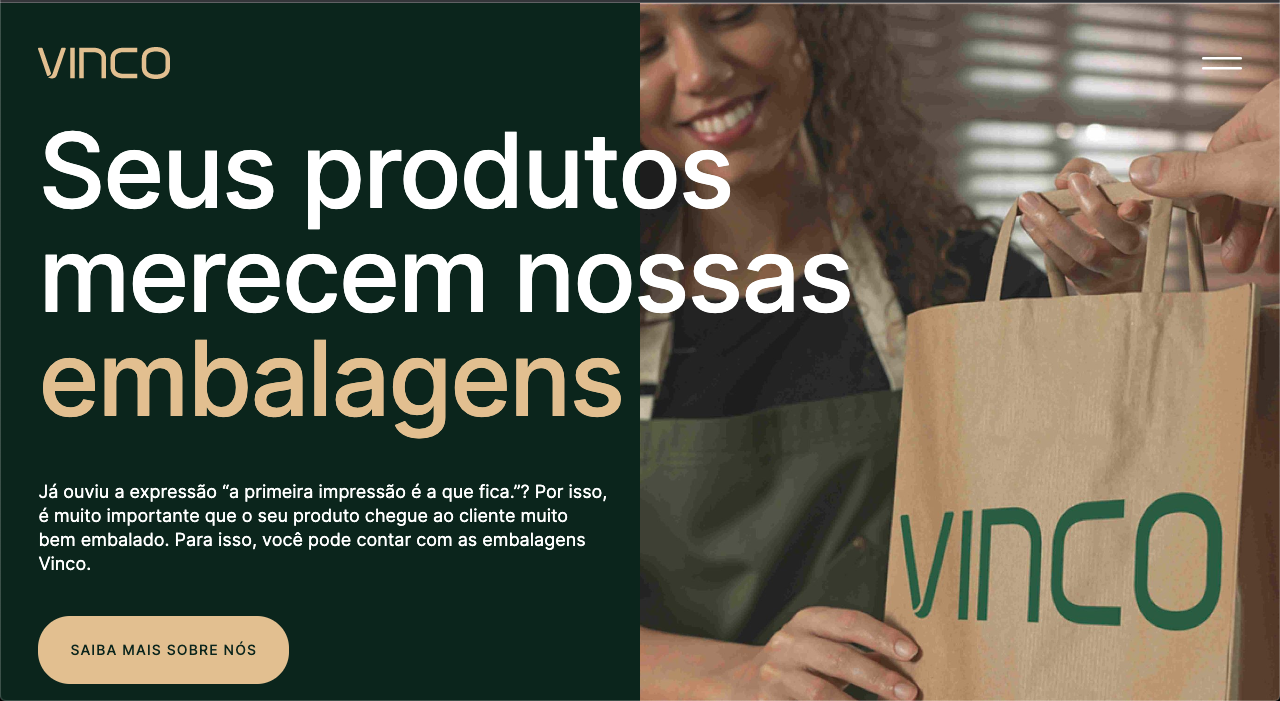 VINCO
Seus produtos
merecem nossas
embalagens
Já ouviu a expressão “a primeira impressão é a que fica.”? Por isso,
é muito importante que o seu produto chegue ao cliente muito
bem embalado. Para isso, você pode contar com as embalagens
Vinco.
SAIBA MAIS SOBRE NÓS
VINCO